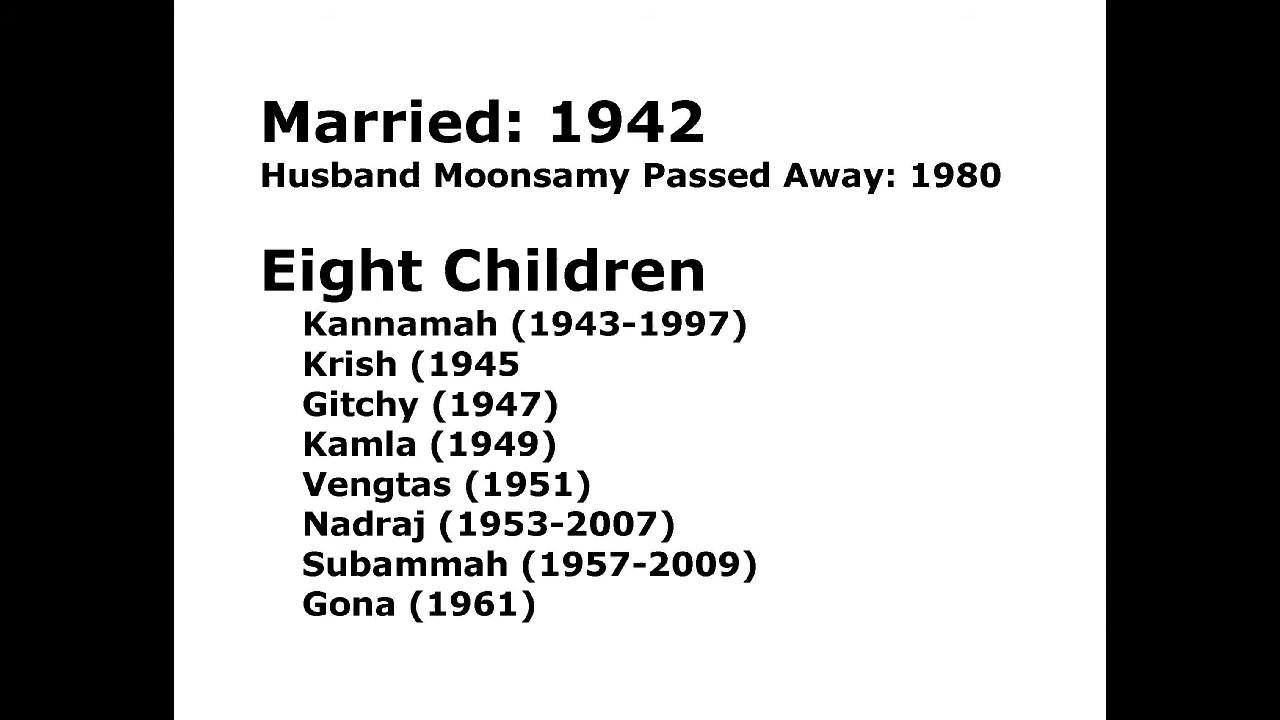 Married: 1942
Husband Moonsamy Passed Away: 1980
Eight Children
Kannamah (1943-1997)
Krish (1945
Gitchy (1947)
Kamla (1949)
Vengtas (1951)
Nadraj (1953-2007)
Subammah (1957-2009)
Gona (1961)